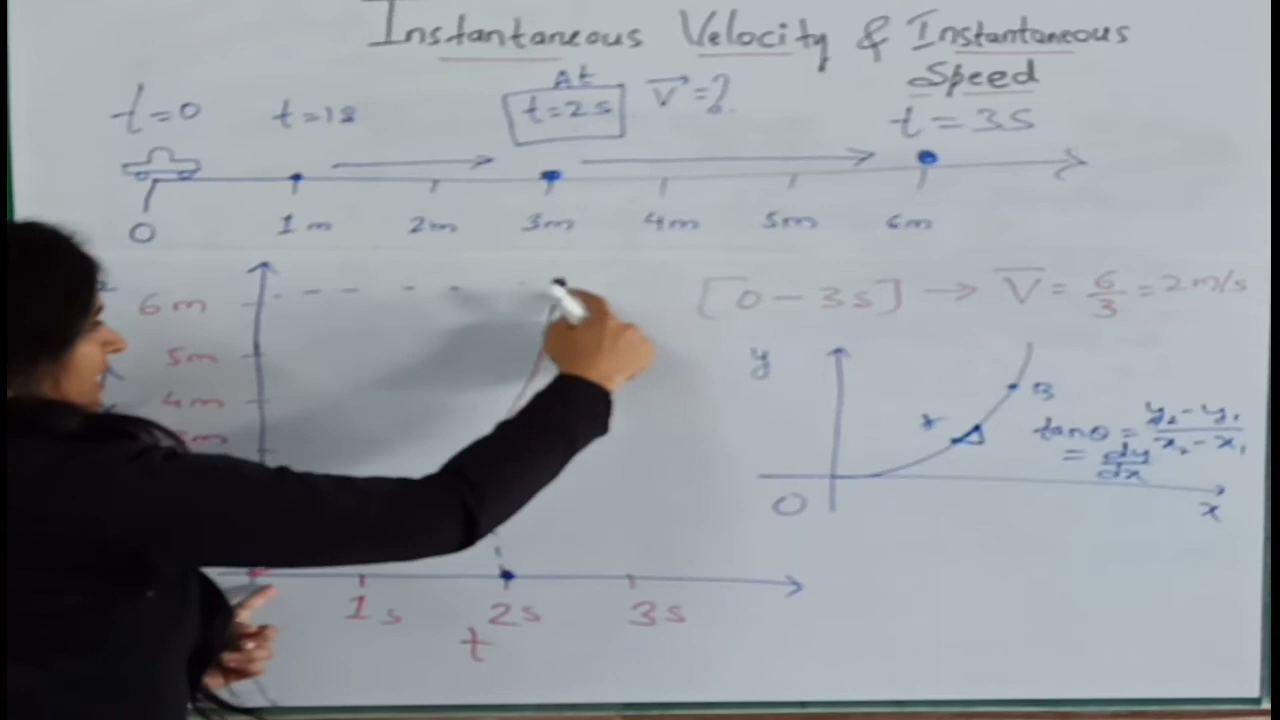 Instantaneous Velocity & Instantaneous
Speed
At
t=0 t=1s t=2s V⃗=? t=3s
0 1m 2m 3m 4m 5m 6m
6m
5m
4m
[0-3s] → V̅ = 6/3 = 2m/s
y
B
tanθ = y₂-y₁/x₂-x₁
= dy/dx
0 x
1s 2s 3s
t